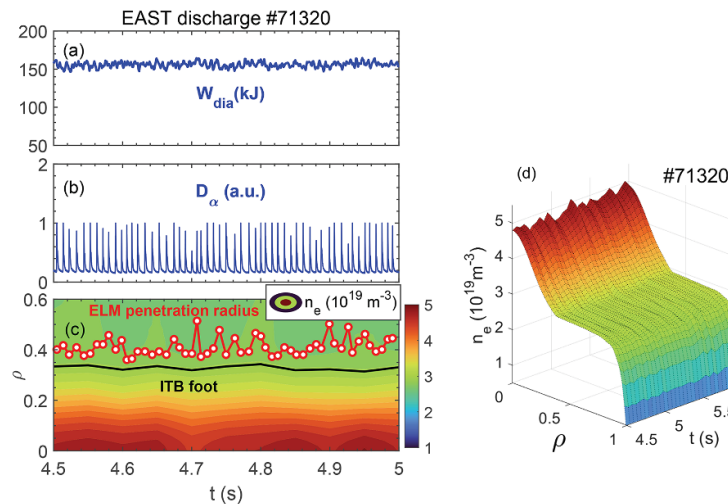 EAST discharge #71320
(a)
200
150
100
50
W_dia(kJ)
(b)
2
1
0
D_α (a.u.)
(c)
0.6
0.4
0.2
0
ρ
ELM penetration radius
n_e (10^19 m^-3)
ITB foot
5
4
3
2
1
4.5 4.6 4.7 4.8 4.9 5
t (s)
(d)
#71320
5
4
3
2
1
0
n_e (10^19 m^-3)
0.5
1
ρ
4.5
5
5.5
t (s)